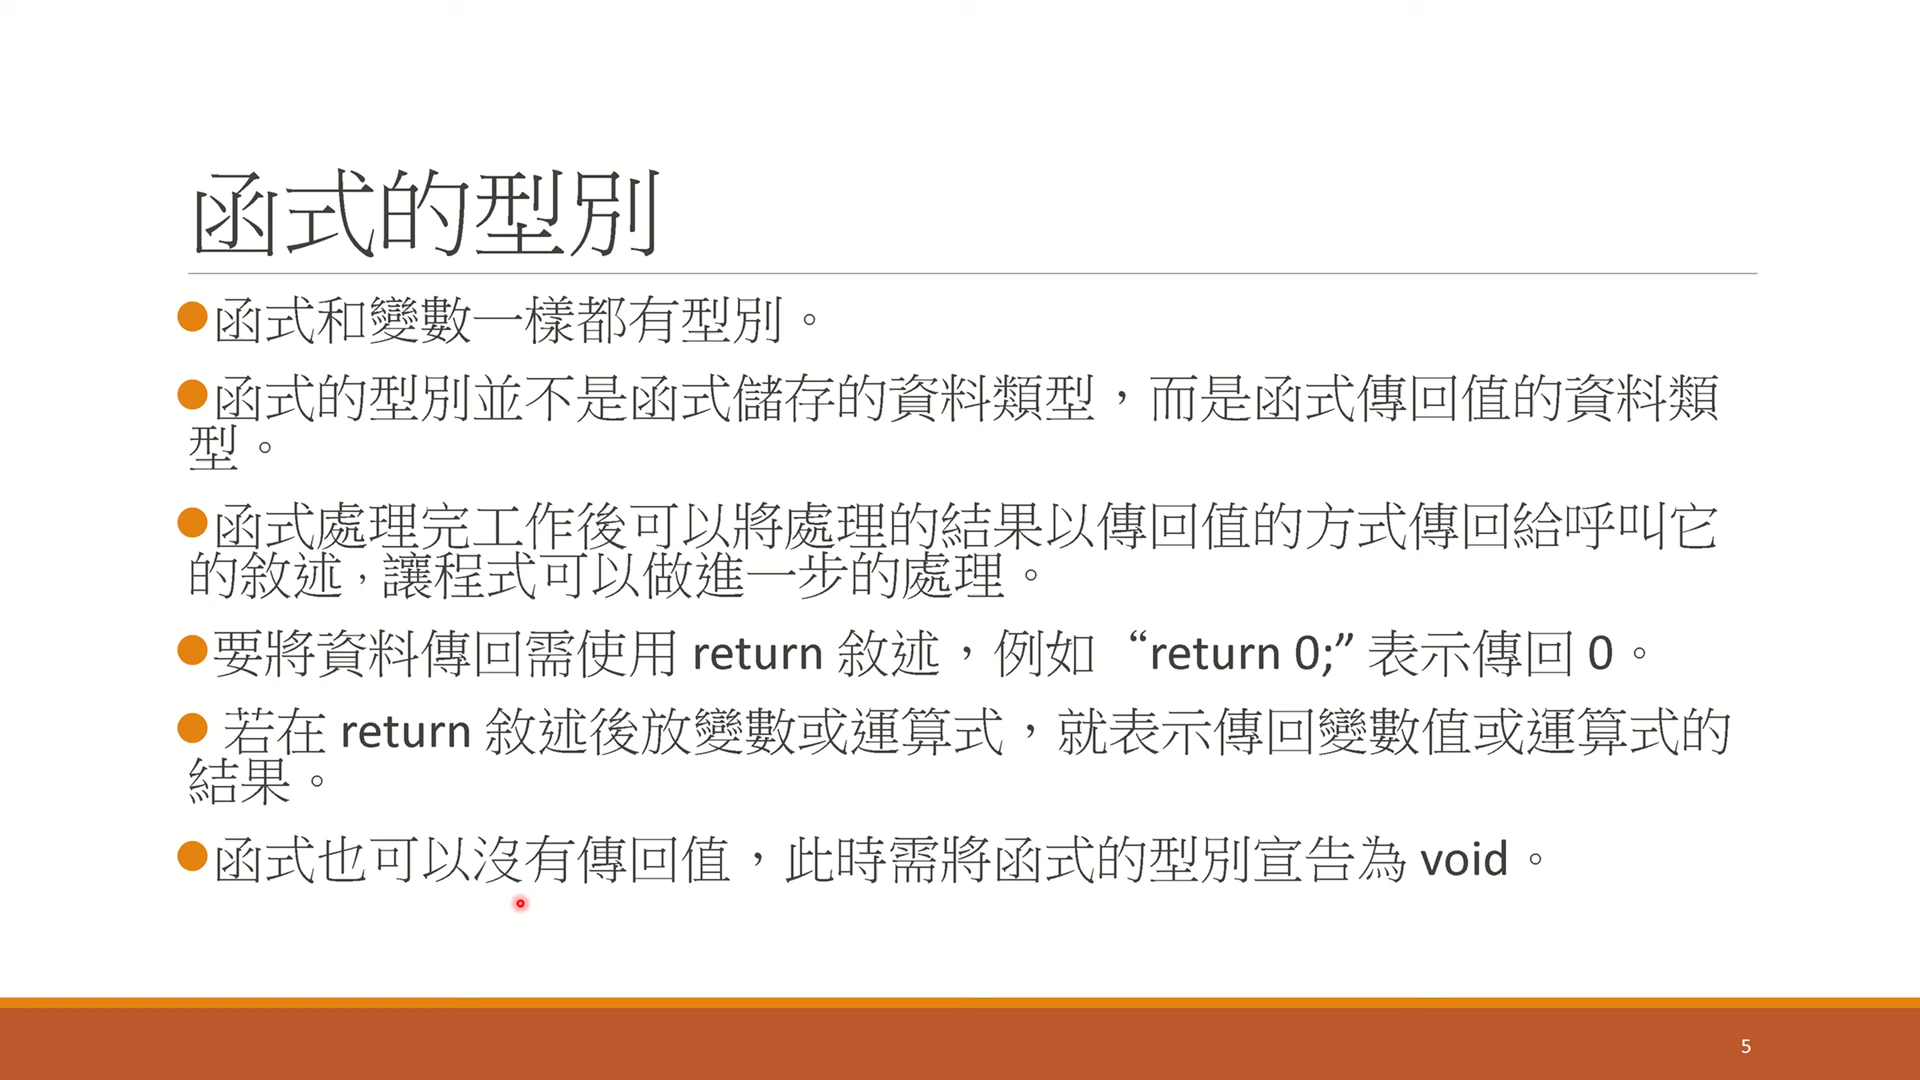 函式的型別
函式和變數一樣都有型別。
函式的型別並不是函式儲存的資料類型，而是函式傳回值的資料類
型。
函式處理完工作後可以將處理的結果以傳回值的方式傳回給呼叫它
的敘述，讓程式可以做進一步的處理。
要將資料傳回需使用 return 敘述，例如“return 0;” 表示傳回 0。
若在 return 敘述後放變數或運算式，就表示傳回變數值或運算式的
結果。
函式也可以沒有傳回值，此時需將函式的型別宣告為 void。
5